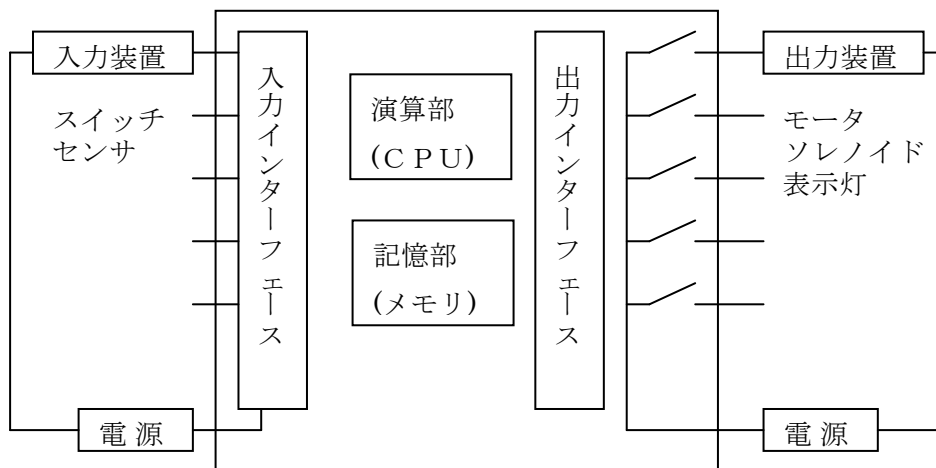 入力装置
スイッチ
センサ
電 源
入力インターフェース
演算部
(ＣＰＵ)
記憶部
(メモリ)
出力インターフェース
出力装置
モータ
ソレノイド
表示灯
電 源